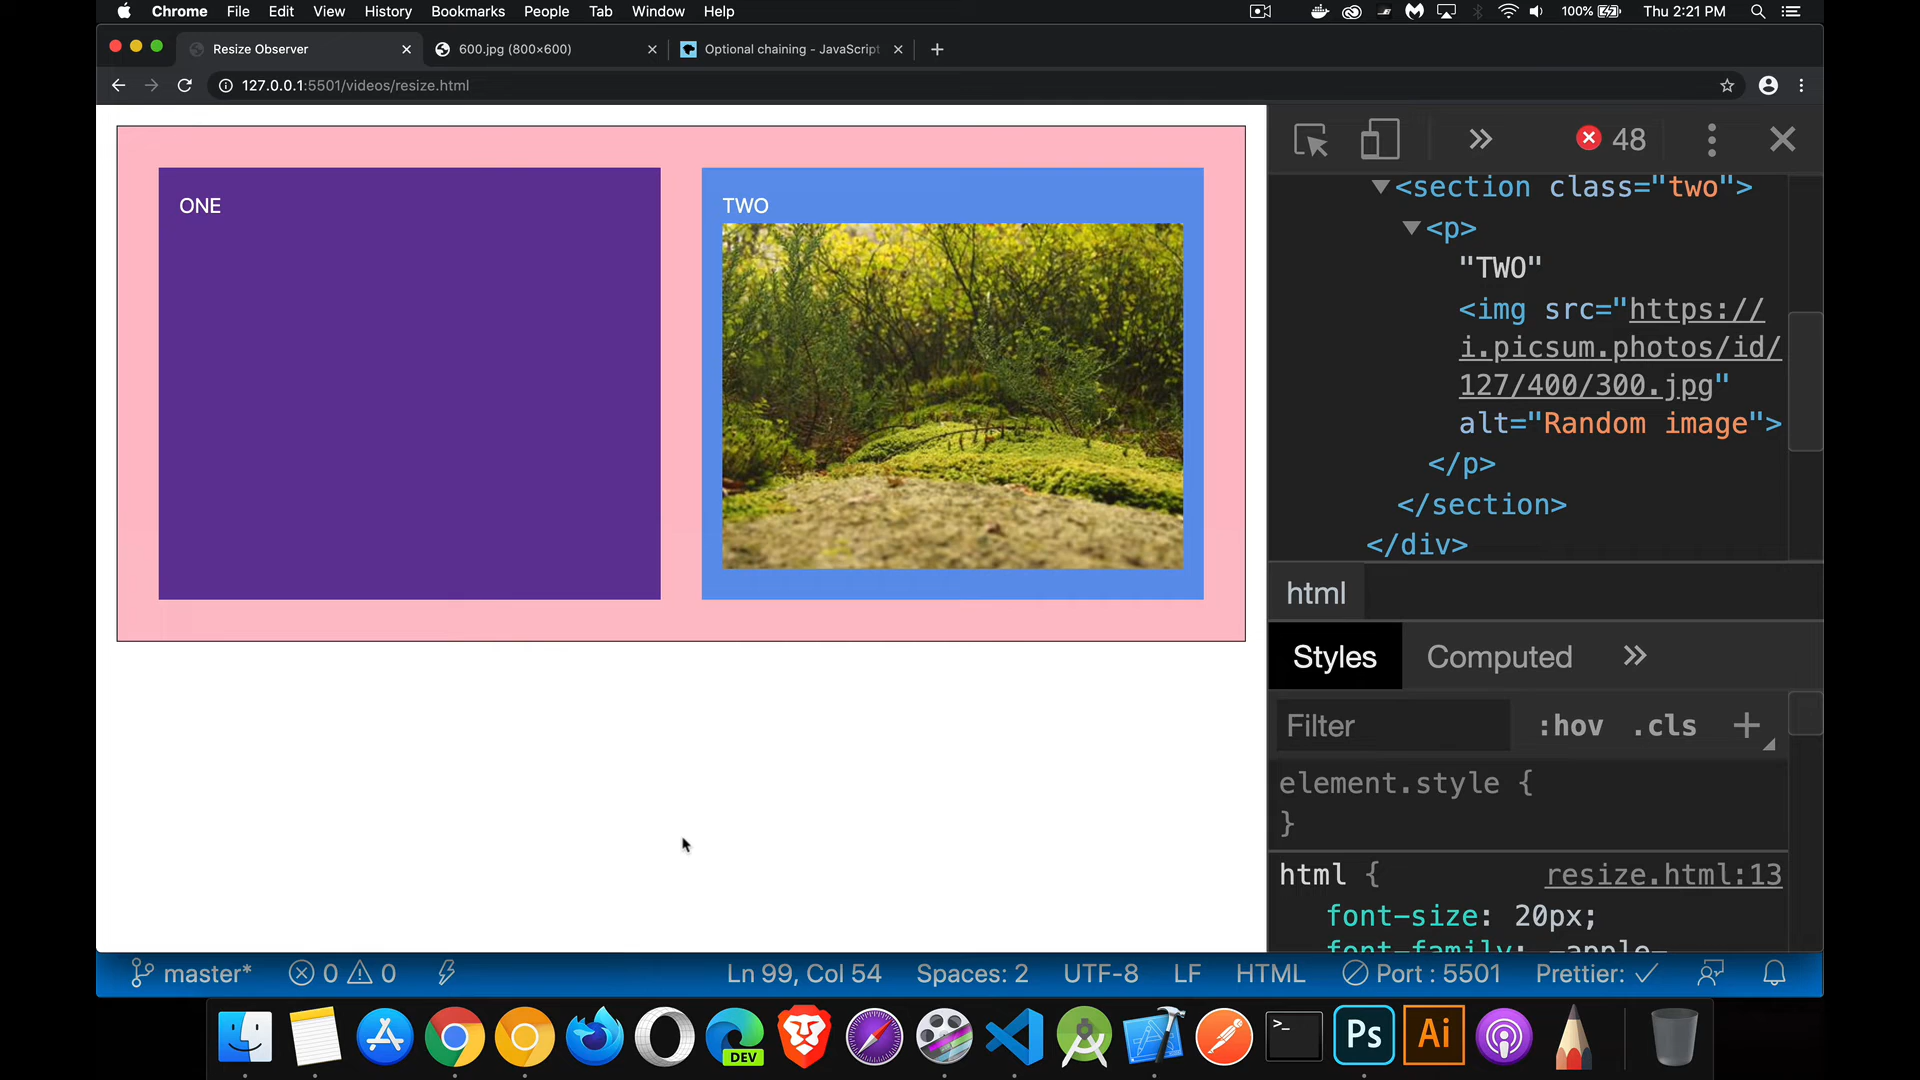 Chrome File Edit View History Bookmarks People Tab Window Help 100% Thu 2:21 PM
Resize Observer 600.jpg (800×600) Optional chaining - JavaScript
127.0.0.1:5501/videos/resize.html
48
ONE
TWO
<section class="two">
<p>
"TWO"
<img src="https://
i.picsum.photos/id/
127/400/300.jpg"
alt="Random image">
</p>
</section>
</div>
html
Styles Computed
Filter :hov .cls
element.style {
}
html { resize.html:13
font-size: 20px;
font-family: -apple-
master* 0 0 Ln 99, Col 54 Spaces: 2 UTF-8 LF HTML Port : 5501 Prettier:
DEV
>_
Ps
Ai